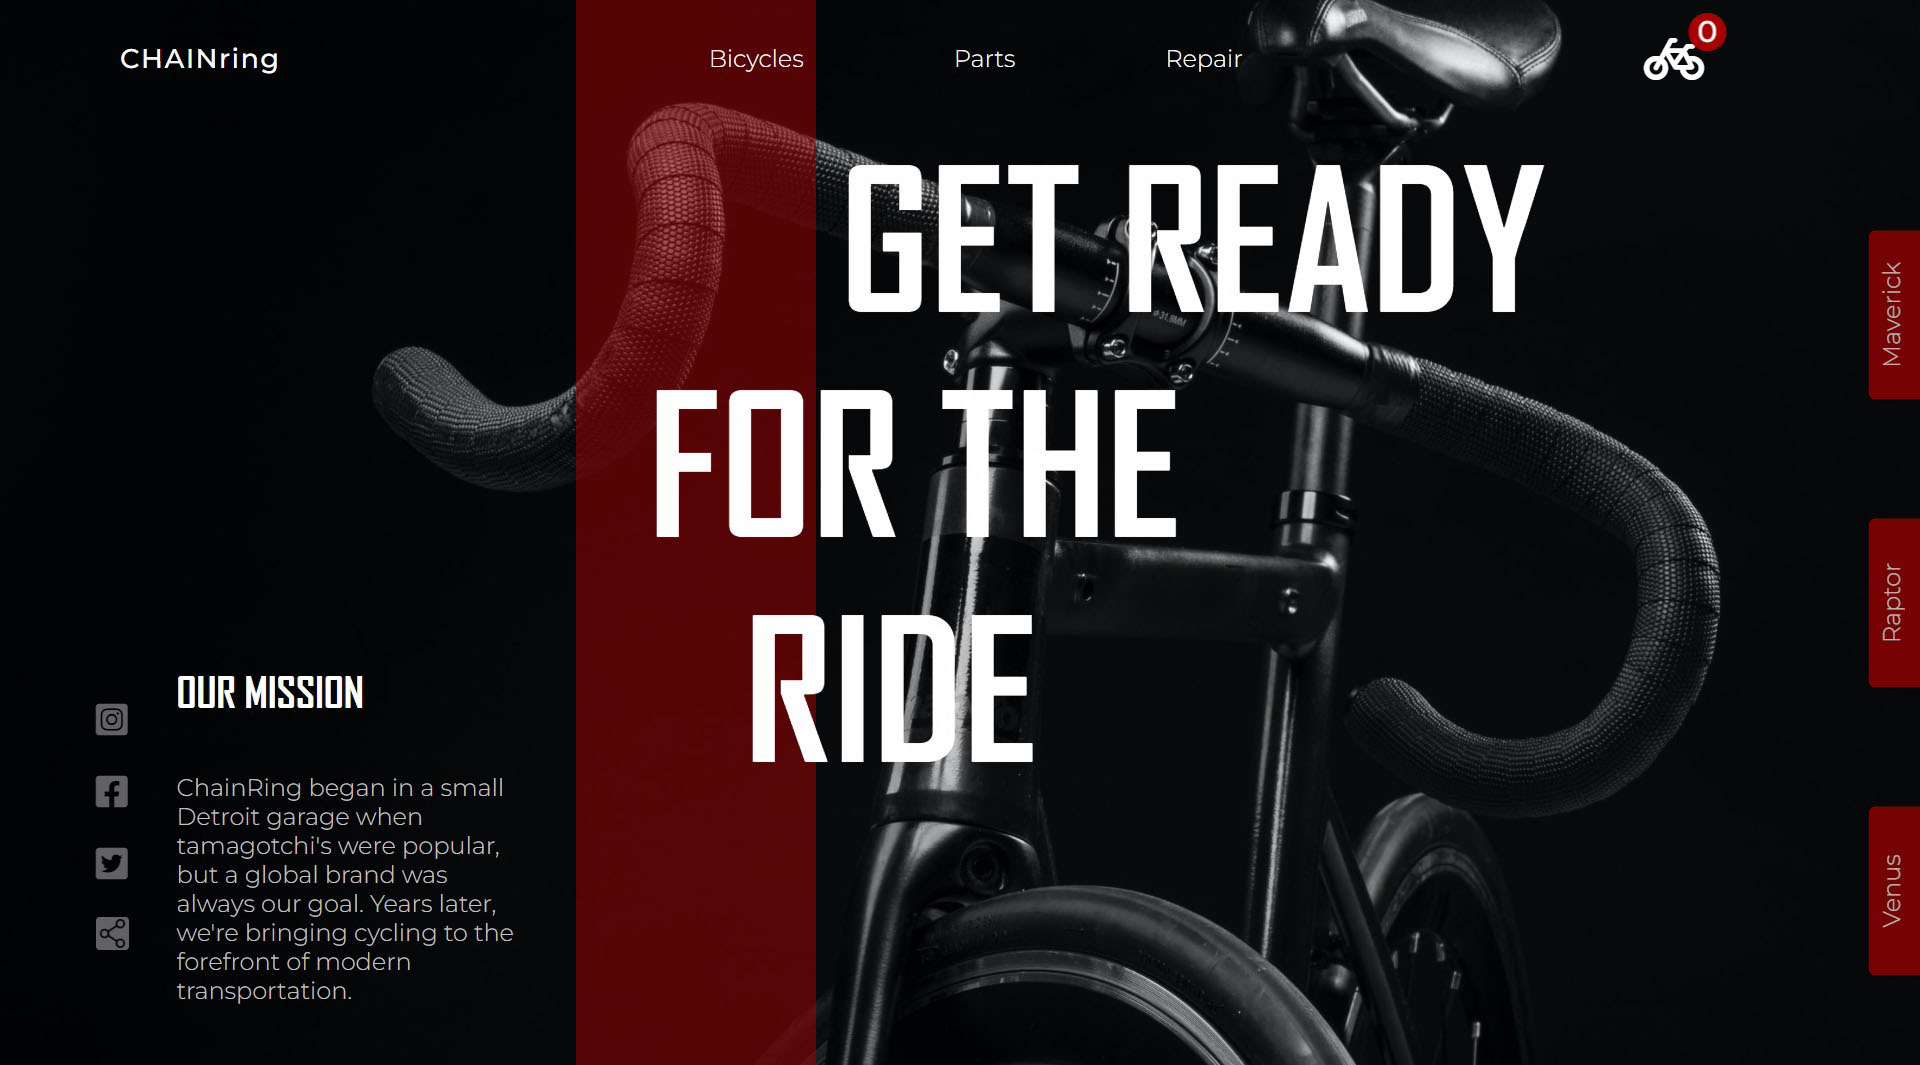 CHAINring
Bicycles
Parts
Repair
0
GET READY
FOR THE
RIDE
Ø 31.8MM
Maverick
Raptor
Venus
OUR MISSION
ChainRing began in a small
Detroit garage when
tamagotchi's were popular,
but a global brand was
always our goal. Years later,
we're bringing cycling to the
forefront of modern
transportation.